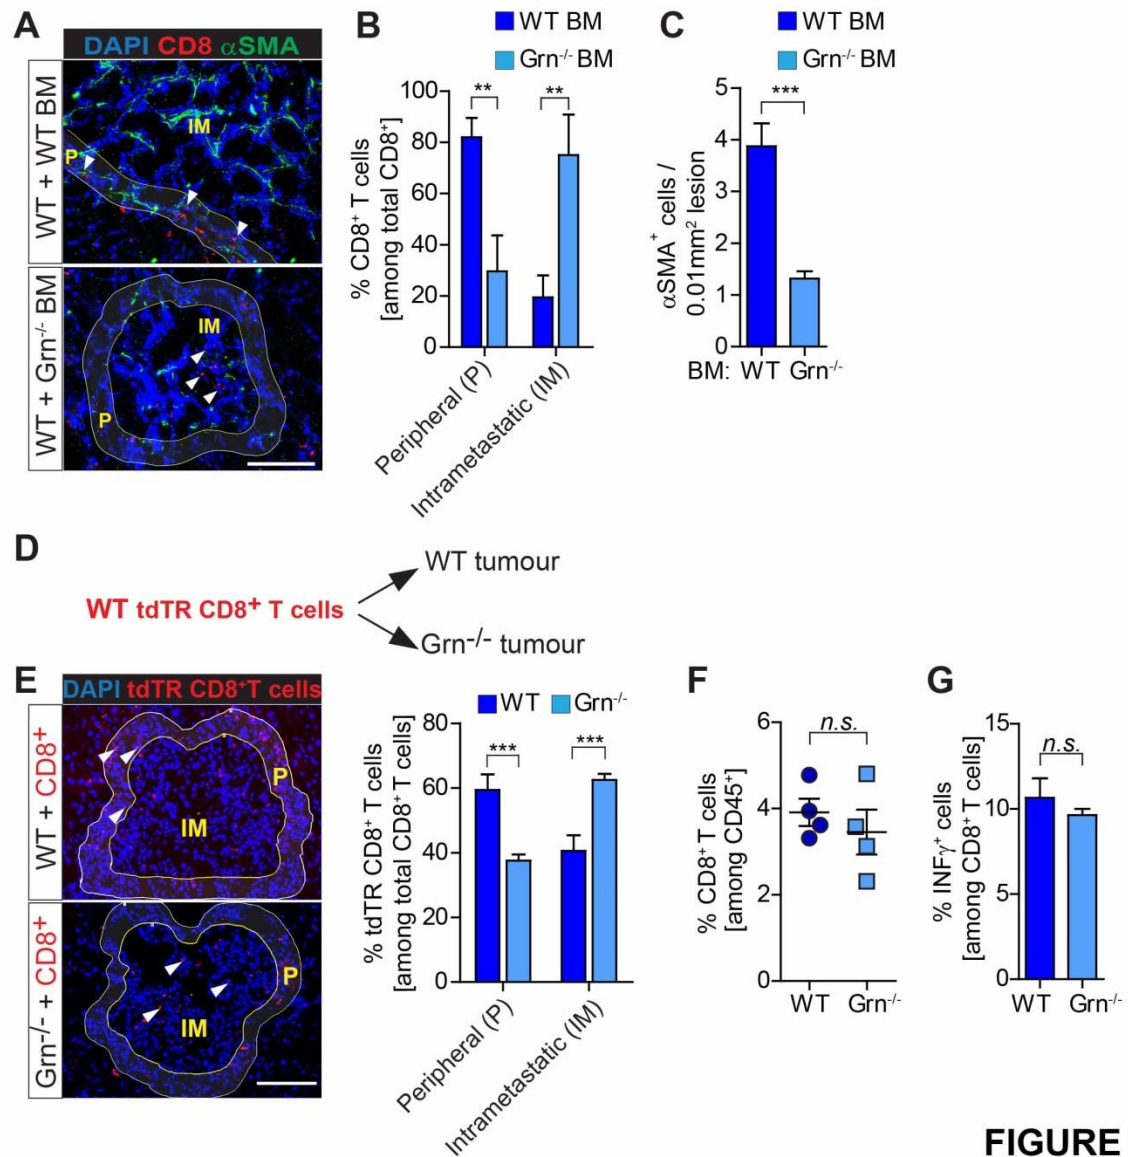 A
DAPI CD8 αSMA
WT + WT BM
IM
P
WT + Grn⁻/⁻ BM
IM
P
B
WT BM
Grn⁻/⁻ BM
% CD8⁺ T cells
[among total CD8⁺]
100
80
60
40
20
0
**
**
Peripheral (P)
Intrametastatic (IM)
C
WT BM
Grn⁻/⁻ BM
αSMA⁺ cells /
0.01mm² lesion
5
4
3
2
1
0
***
BM: WT Grn⁻/⁻
D
WT tdTR CD8⁺ T cells
WT tumour
Grn⁻/⁻ tumour
E
DAPI tdTR CD8⁺T cells
WT + CD8⁺
P
IM
Grn⁻/⁻ + CD8⁺
P
IM
WT Grn⁻/⁻
% tdTR CD8⁺ T cells
[among total CD8⁺ T cells]
80
60
40
20
0
***
***
Peripheral (P)
Intrametastatic (IM)
F
% CD8⁺ T cells
[among CD45⁺]
6
4
2
0
n.s.
WT Grn⁻/⁻
G
% INFγ⁺ cells
[among CD8⁺ T cells]
15
10
5
0
n.s.
WT Grn⁻/⁻
FIGURE